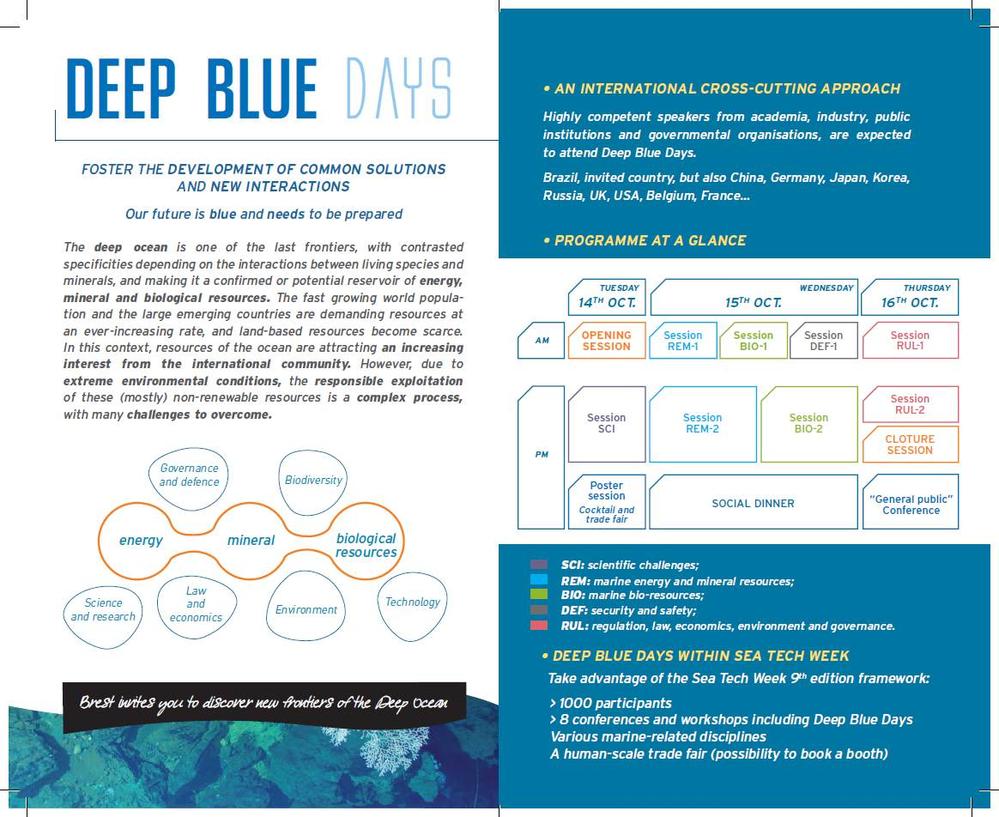 DEEP BLUE DAYS
FOSTER THE DEVELOPMENT OF COMMON SOLUTIONS
AND NEW INTERACTIONS
Our future is blue and needs to be prepared
The deep ocean is one of the last frontiers, with contrasted
specificities depending on the interactions between living species and
minerals, and making it a confirmed or potential reservoir of energy,
mineral and biological resources. The fast growing world popula-
tion and the large emerging countries are demanding resources at
an ever-increasing rate, and land-based resources become scarce.
In this context, resources of the ocean are attracting an increasing
interest from the international community. However, due to
extreme environmental conditions, the responsible exploitation
of these (mostly) non-renewable resources is a complex process,
with many challenges to overcome.
Governance
and defence
Biodiversity
energy
mineral
biological
resources
Science
and research
Law
and
economics
Environment
Technology
Brest invites you to discover new frontiers of the Deep Ocean
• AN INTERNATIONAL CROSS-CUTTING APPROACH
Highly competent speakers from academia, industry, public
institutions and governmental organisations, are expected
to attend Deep Blue Days.
Brazil, invited country, but also China, Germany, Japan, Korea,
Russia, UK, USA, Belgium, France...
• PROGRAMME AT A GLANCE
TUESDAY
14TH OCT.
WEDNESDAY
15TH OCT.
THURSDAY
16TH OCT.
AM
OPENING
SESSION
Session
REM-1
Session
BIO-1
Session
DEF-1
Session
RUL-1
PM
Session
SCI
Session
REM-2
Session
BIO-2
Session
RUL-2
CLOTURE
SESSION
Poster
session
Cocktail and
trade fair
SOCIAL DINNER
“General public”
Conference
SCI: scientific challenges;
REM: marine energy and mineral resources;
BIO: marine bio-resources;
DEF: security and safety;
RUL: regulation, law, economics, environment and governance.
• DEEP BLUE DAYS WITHIN SEA TECH WEEK
Take advantage of the Sea Tech Week 9th edition framework:
> 1000 participants
> 8 conferences and workshops including Deep Blue Days
Various marine-related disciplines
A human-scale trade fair (possibility to book a booth)